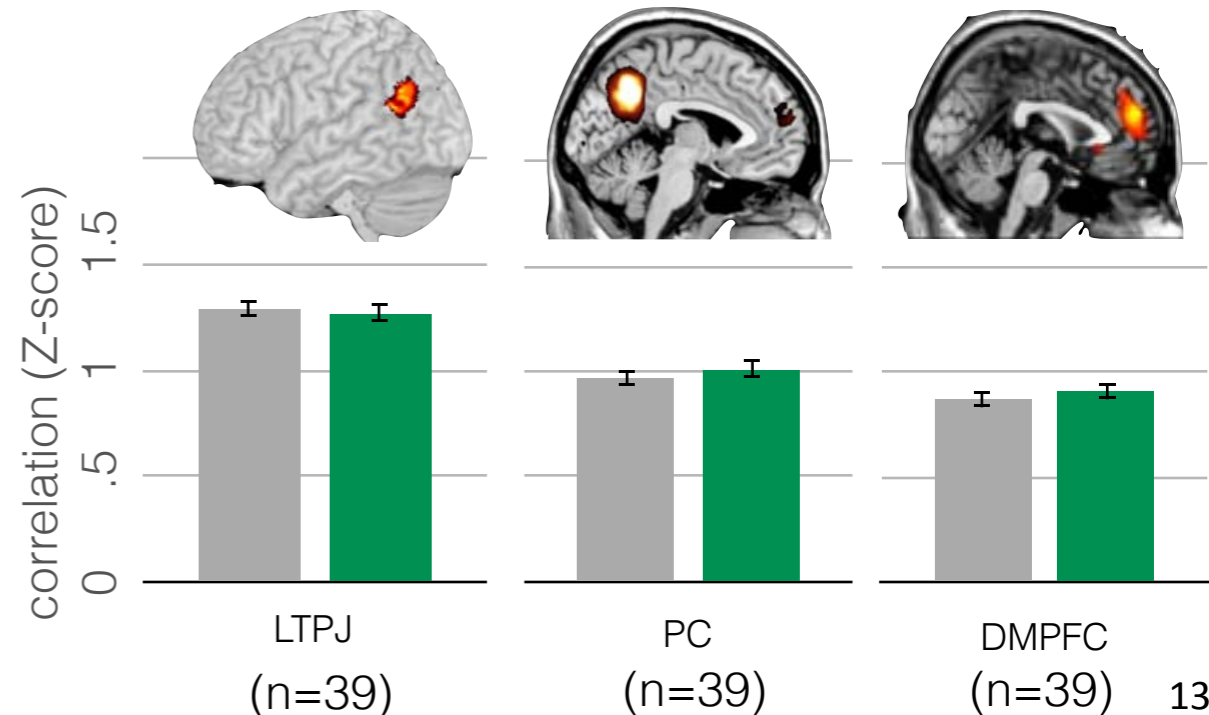 correlation (Z-score)
1.5
1
.5
0
LTPJ
(n=39)
PC
(n=39)
DMPFC
(n=39)
13